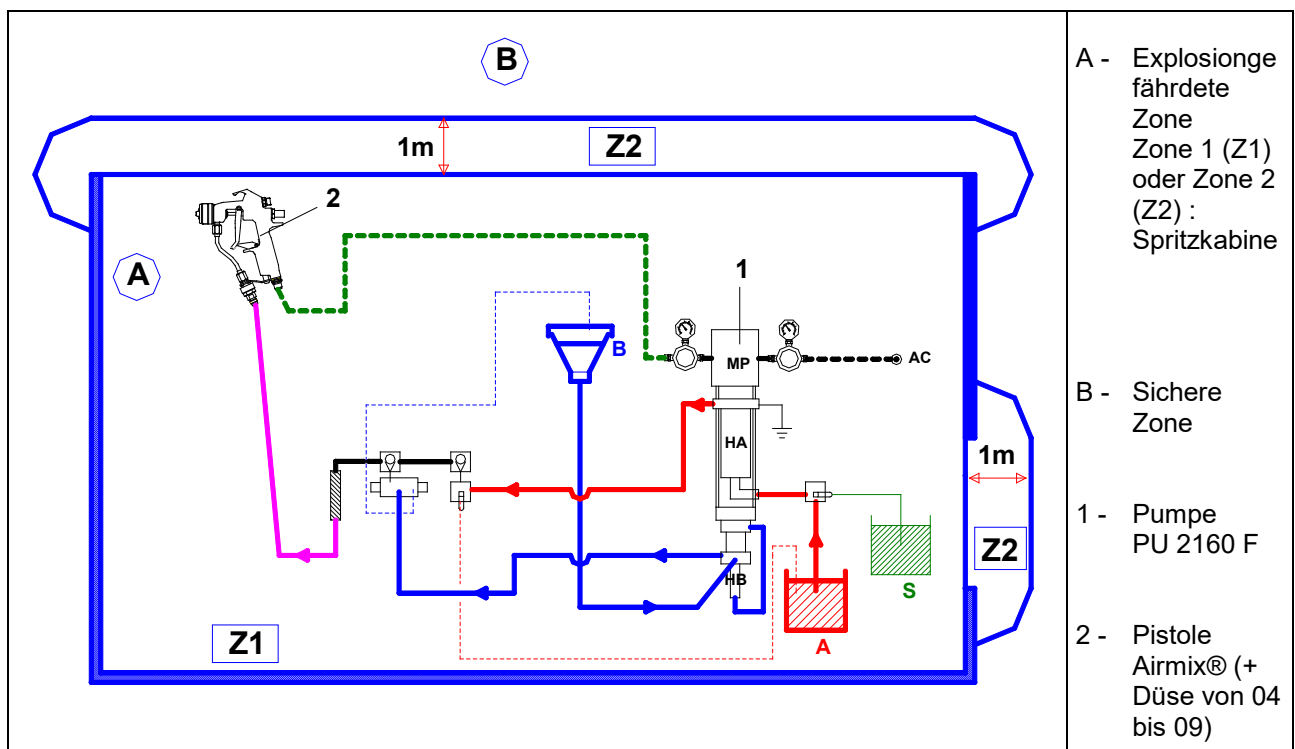 B
1m
Z2
2
A
1
B
MP
AC
HA
1m
Z2
HB
S
A
Z1
A - Explosionge
fährdete
Zone
Zone 1 (Z1)
oder Zone 2
(Z2) :
Spritzkabine
B - Sichere
Zone
1 - Pumpe
PU 2160 F
2 - Pistole
Airmix® (+
Düse von 04
bis 09)